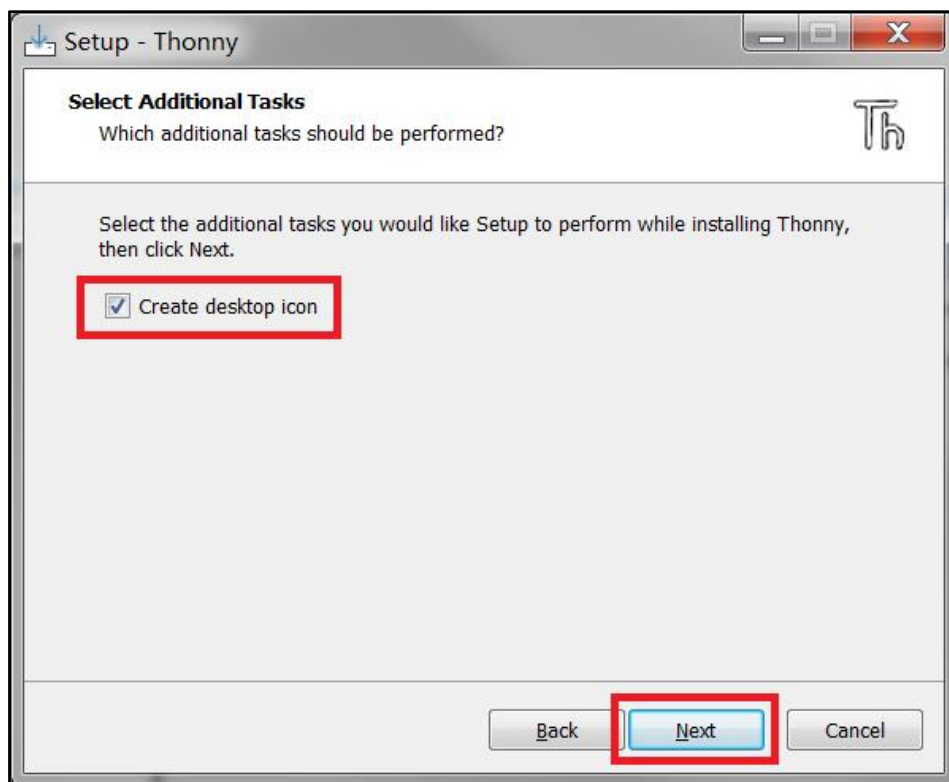 Setup - Thonny
Select Additional Tasks
Which additional tasks should be performed?
Th
Select the additional tasks you would like Setup to perform while installing Thonny,
then click Next.
Create desktop icon
Back
Next
Cancel